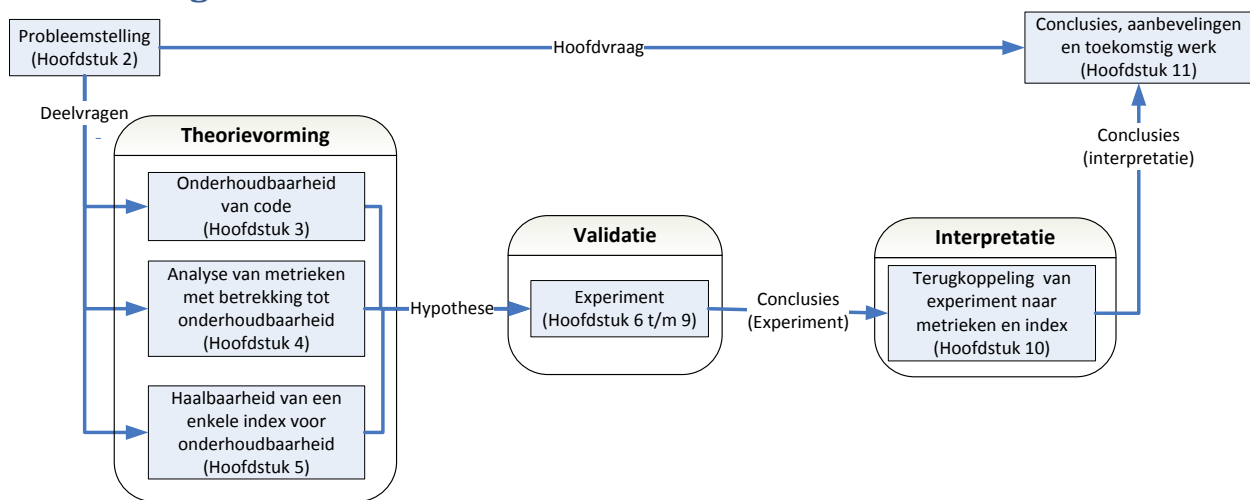 Probleemstelling
(Hoofdstuk 2)
Hoofdvraag
Conclusies, aanbevelingen
en toekomstig werk
(Hoofdstuk 11)
Deelvragen
Theorievorming
Onderhoudbaarheid
van code
(Hoofdstuk 3)
Analyse van metrieken
met betrekking tot
onderhoudbaarheid
(Hoofdstuk 4)
Haalbaarheid van een
enkele index voor
onderhoudbaarheid
(Hoofdstuk 5)
Hypothese
Validatie
Experiment
(Hoofdstuk 6 t/m 9)
Conclusies
(Experiment)
Interpretatie
Terugkoppeling van
experiment naar
metrieken en index
(Hoofdstuk 10)
Conclusies
(interpretatie)